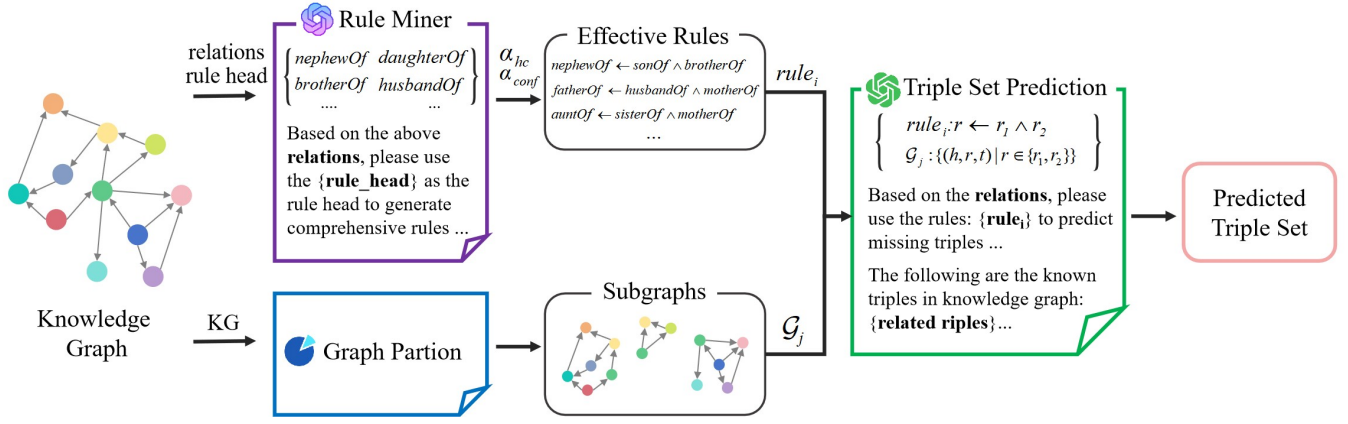 Knowledge
Graph
relations
rule head
KG
Rule Miner
nephewOf daughterOf
brotherOf husbandOf
.... ...
Based on the above
relations, please use
the {rule_head} as the
rule head to generate
comprehensive rules ...
Graph Partion
α_hc
α_conf
Effective Rules
nephewOf ← sonOf ∧ brotherOf
fatherOf ← husbandOf ∧ motherOf
auntOf ← sisterOf ∧ motherOf
...
Subgraphs
rule_i
𝒢_j
Triple Set Prediction
rule_i: r ← r_1 ∧ r_2
𝒢_j : {(h,r,t) | r ∈ {r_1,r_2}}
Based on the relations, please
use the rules: {rule_i} to predict
missing triples ...
The following are the known
triples in knowledge graph:
{related riples}...
Predicted
Triple Set